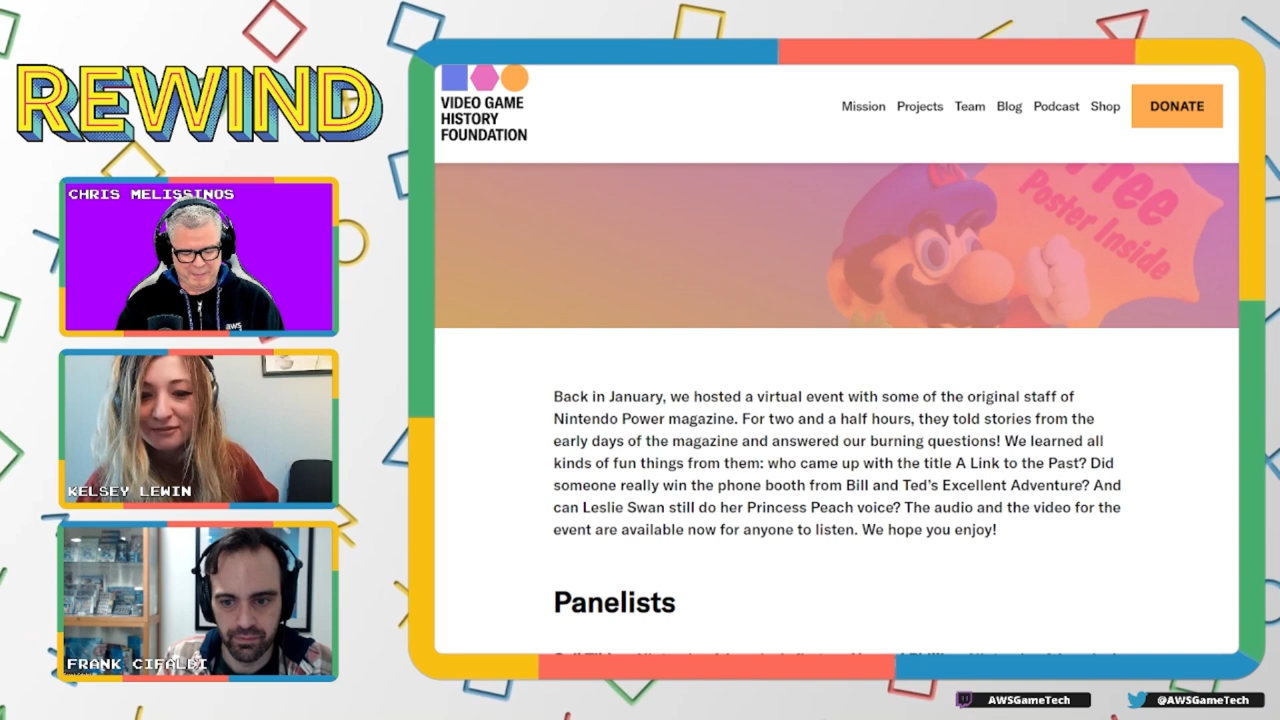 REWIND
CHRIS MELISSINOS
aws
KELSEY LEWIN
FRANK CIFALDI
VIDEO GAME
HISTORY
FOUNDATION
Mission Projects Team Blog Podcast Shop DONATE
Free
Poster Inside
Back in January, we hosted a virtual event with some of the original staff of
Nintendo Power magazine. For two and a half hours, they told stories from the
early days of the magazine and answered our burning questions! We learned all
kinds of fun things from them: who came up with the title A Link to the Past? Did
someone really win the phone booth from Bill and Ted's Excellent Adventure? And
can Leslie Swan still do her Princess Peach voice? The audio and the video for the
event are available now for anyone to listen. We hope you enjoy!
Panelists
AWSGameTech
@AWSGameTech